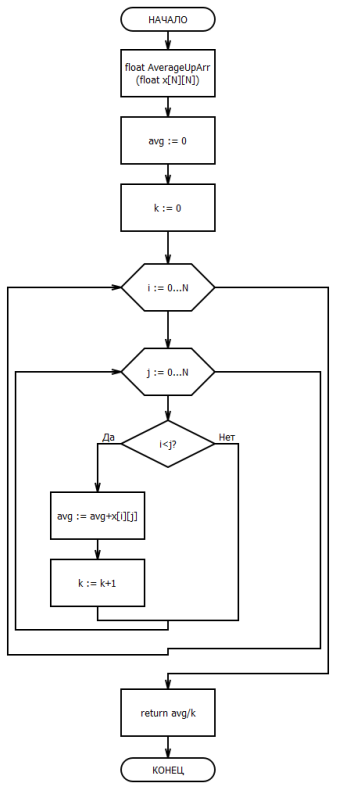 НАЧАЛО
float AverageUpArr
(float x[N][N])
avg := 0
k := 0
i := 0...N
j := 0...N
i<j?
Да
Нет
avg := avg+x[i][j]
k := k+1
return avg/k
КОНЕЦ